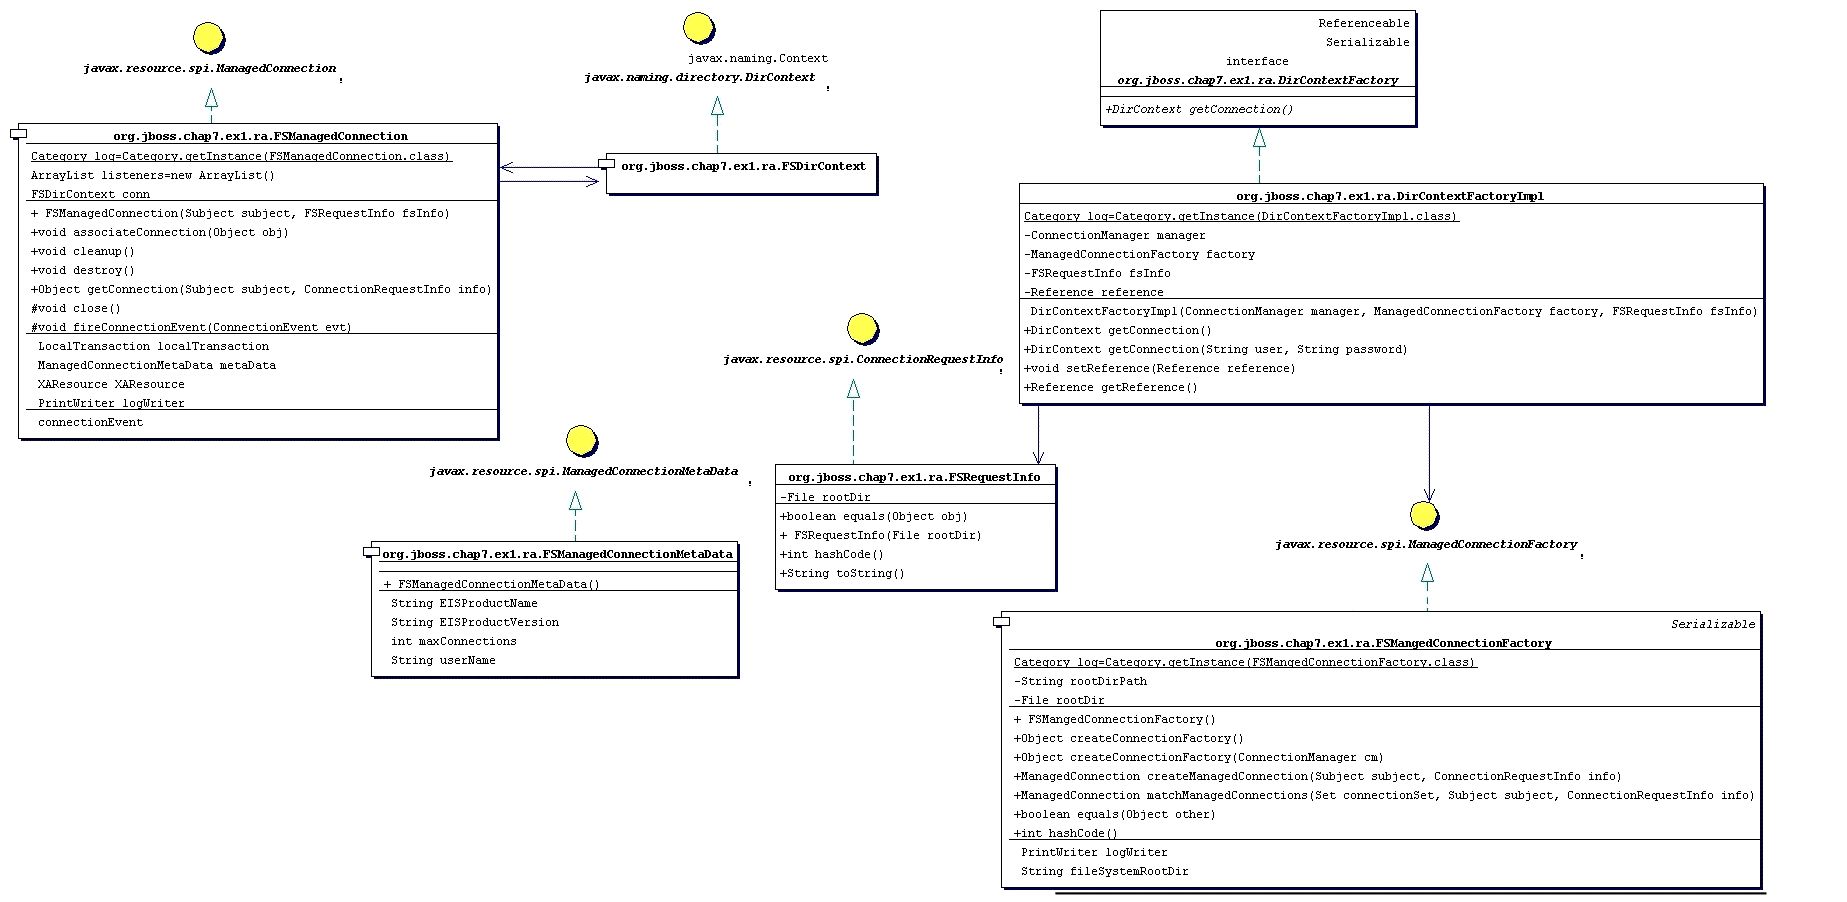 javax.resource.spi.ManagedConnection
org.jboss.chap7.ex1.ra.FSManagedConnection
Category log=Category.getInstance(FSManagedConnection.class)
ArrayList listeners=new ArrayList()
FSDirContext conn
+ FSManagedConnection(Subject subject, FSRequestInfo fsInfo)
+void associateConnection(Object obj)
+void cleanup()
+void destroy()
+Object getConnection(Subject subject, ConnectionRequestInfo info)
#void close()
#void fireConnectionEvent(ConnectionEvent evt)
LocalTransaction localTransaction
ManagedConnectionMetaData metaData
XAResource XAResource
PrintWriter logWriter
connectionEvent
javax.naming.Context
javax.naming.directory.DirContext
org.jboss.chap7.ex1.ra.FSDirContext
Referenceable
Serializable
interface
org.jboss.chap7.ex1.ra.DirContextFactory
+DirContext getConnection()
org.jboss.chap7.ex1.ra.DirContextFactoryImpl
Category log=Category.getInstance(DirContextFactoryImpl.class)
-ConnectionManager manager
-ManagedConnectionFactory factory
-FSRequestInfo fsInfo
-Reference reference
DirContextFactoryImpl(ConnectionManager manager, ManagedConnectionFactory factory, FSRequestInfo fsInfo)
+DirContext getConnection()
+DirContext getConnection(String user, String password)
+void setReference(Reference reference)
+Reference getReference()
javax.resource.spi.ConnectionRequestInfo
org.jboss.chap7.ex1.ra.FSRequestInfo
-File rootDir
+boolean equals(Object obj)
+ FSRequestInfo(File rootDir)
+int hashCode()
+String toString()
javax.resource.spi.ManagedConnectionMetaData
org.jboss.chap7.ex1.ra.FSManagedConnectionMetaData
+ FSManagedConnectionMetaData()
String EISProductName
String EISProductVersion
int maxConnections
String userName
javax.resource.spi.ManagedConnectionFactory
Serializable
org.jboss.chap7.ex1.ra.FSMangedConnectionFactory
Category log=Category.getInstance(FSMangedConnectionFactory.class)
-String rootDirPath
-File rootDir
+ FSMangedConnectionFactory()
+Object createConnectionFactory()
+Object createConnectionFactory(ConnectionManager cm)
+ManagedConnection createManagedConnection(Subject subject, ConnectionRequestInfo info)
+ManagedConnection matchManagedConnections(Set connectionSet, Subject subject, ConnectionRequestInfo info)
+boolean equals(Object other)
+int hashCode()
PrintWriter logWriter
String fileSystemRootDir